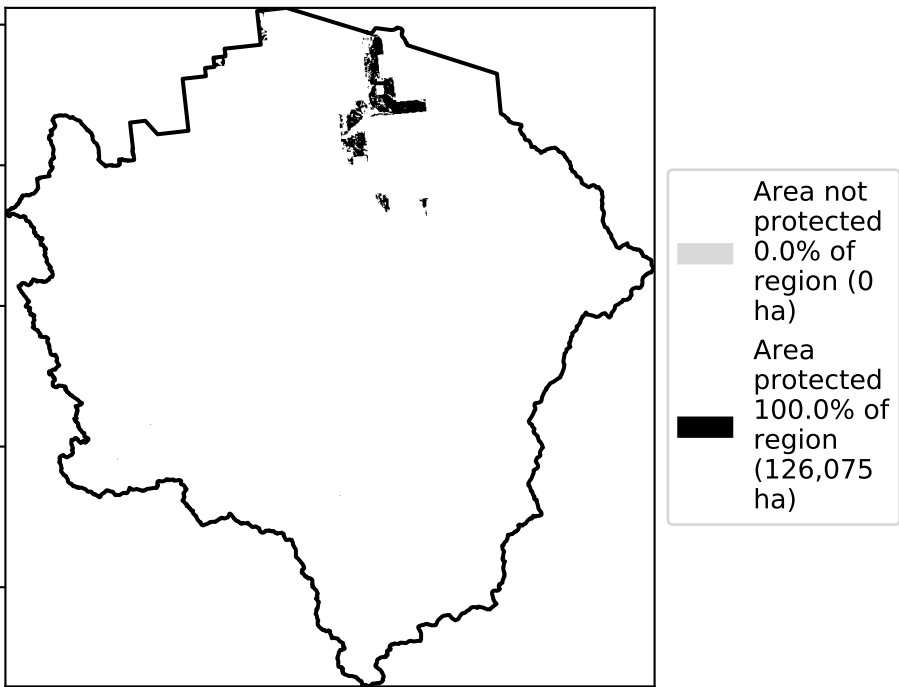 Area not
protected
0.0% of
region (0
ha)
Area
protected
100.0% of
region
(126,075
ha)